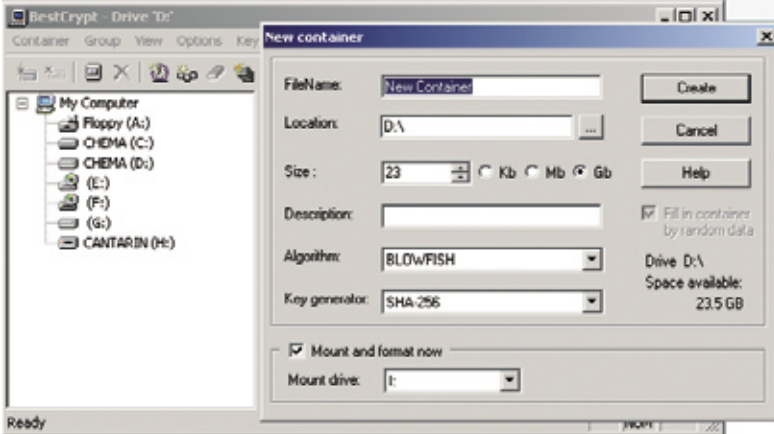 BestCrypt - Drive "D:"
Container Group View Options Key
My Computer
Floppy (A:)
CHEMA (C:)
CHEMA (D:)
(E:)
(F:)
(G:)
CANTARIN (H:)
Ready
New container
FileName: New Container
Create
Location: D:\ ...
Cancel
Size : 23 Kb Mb Gb
Help
Description:
Fill in container
by random data
Algorithm: BLOWFISH
Drive D:\
Space available:
23.5 GB
Key generator: SHA-256
Mount and format now
Mount drive: I:
NUM